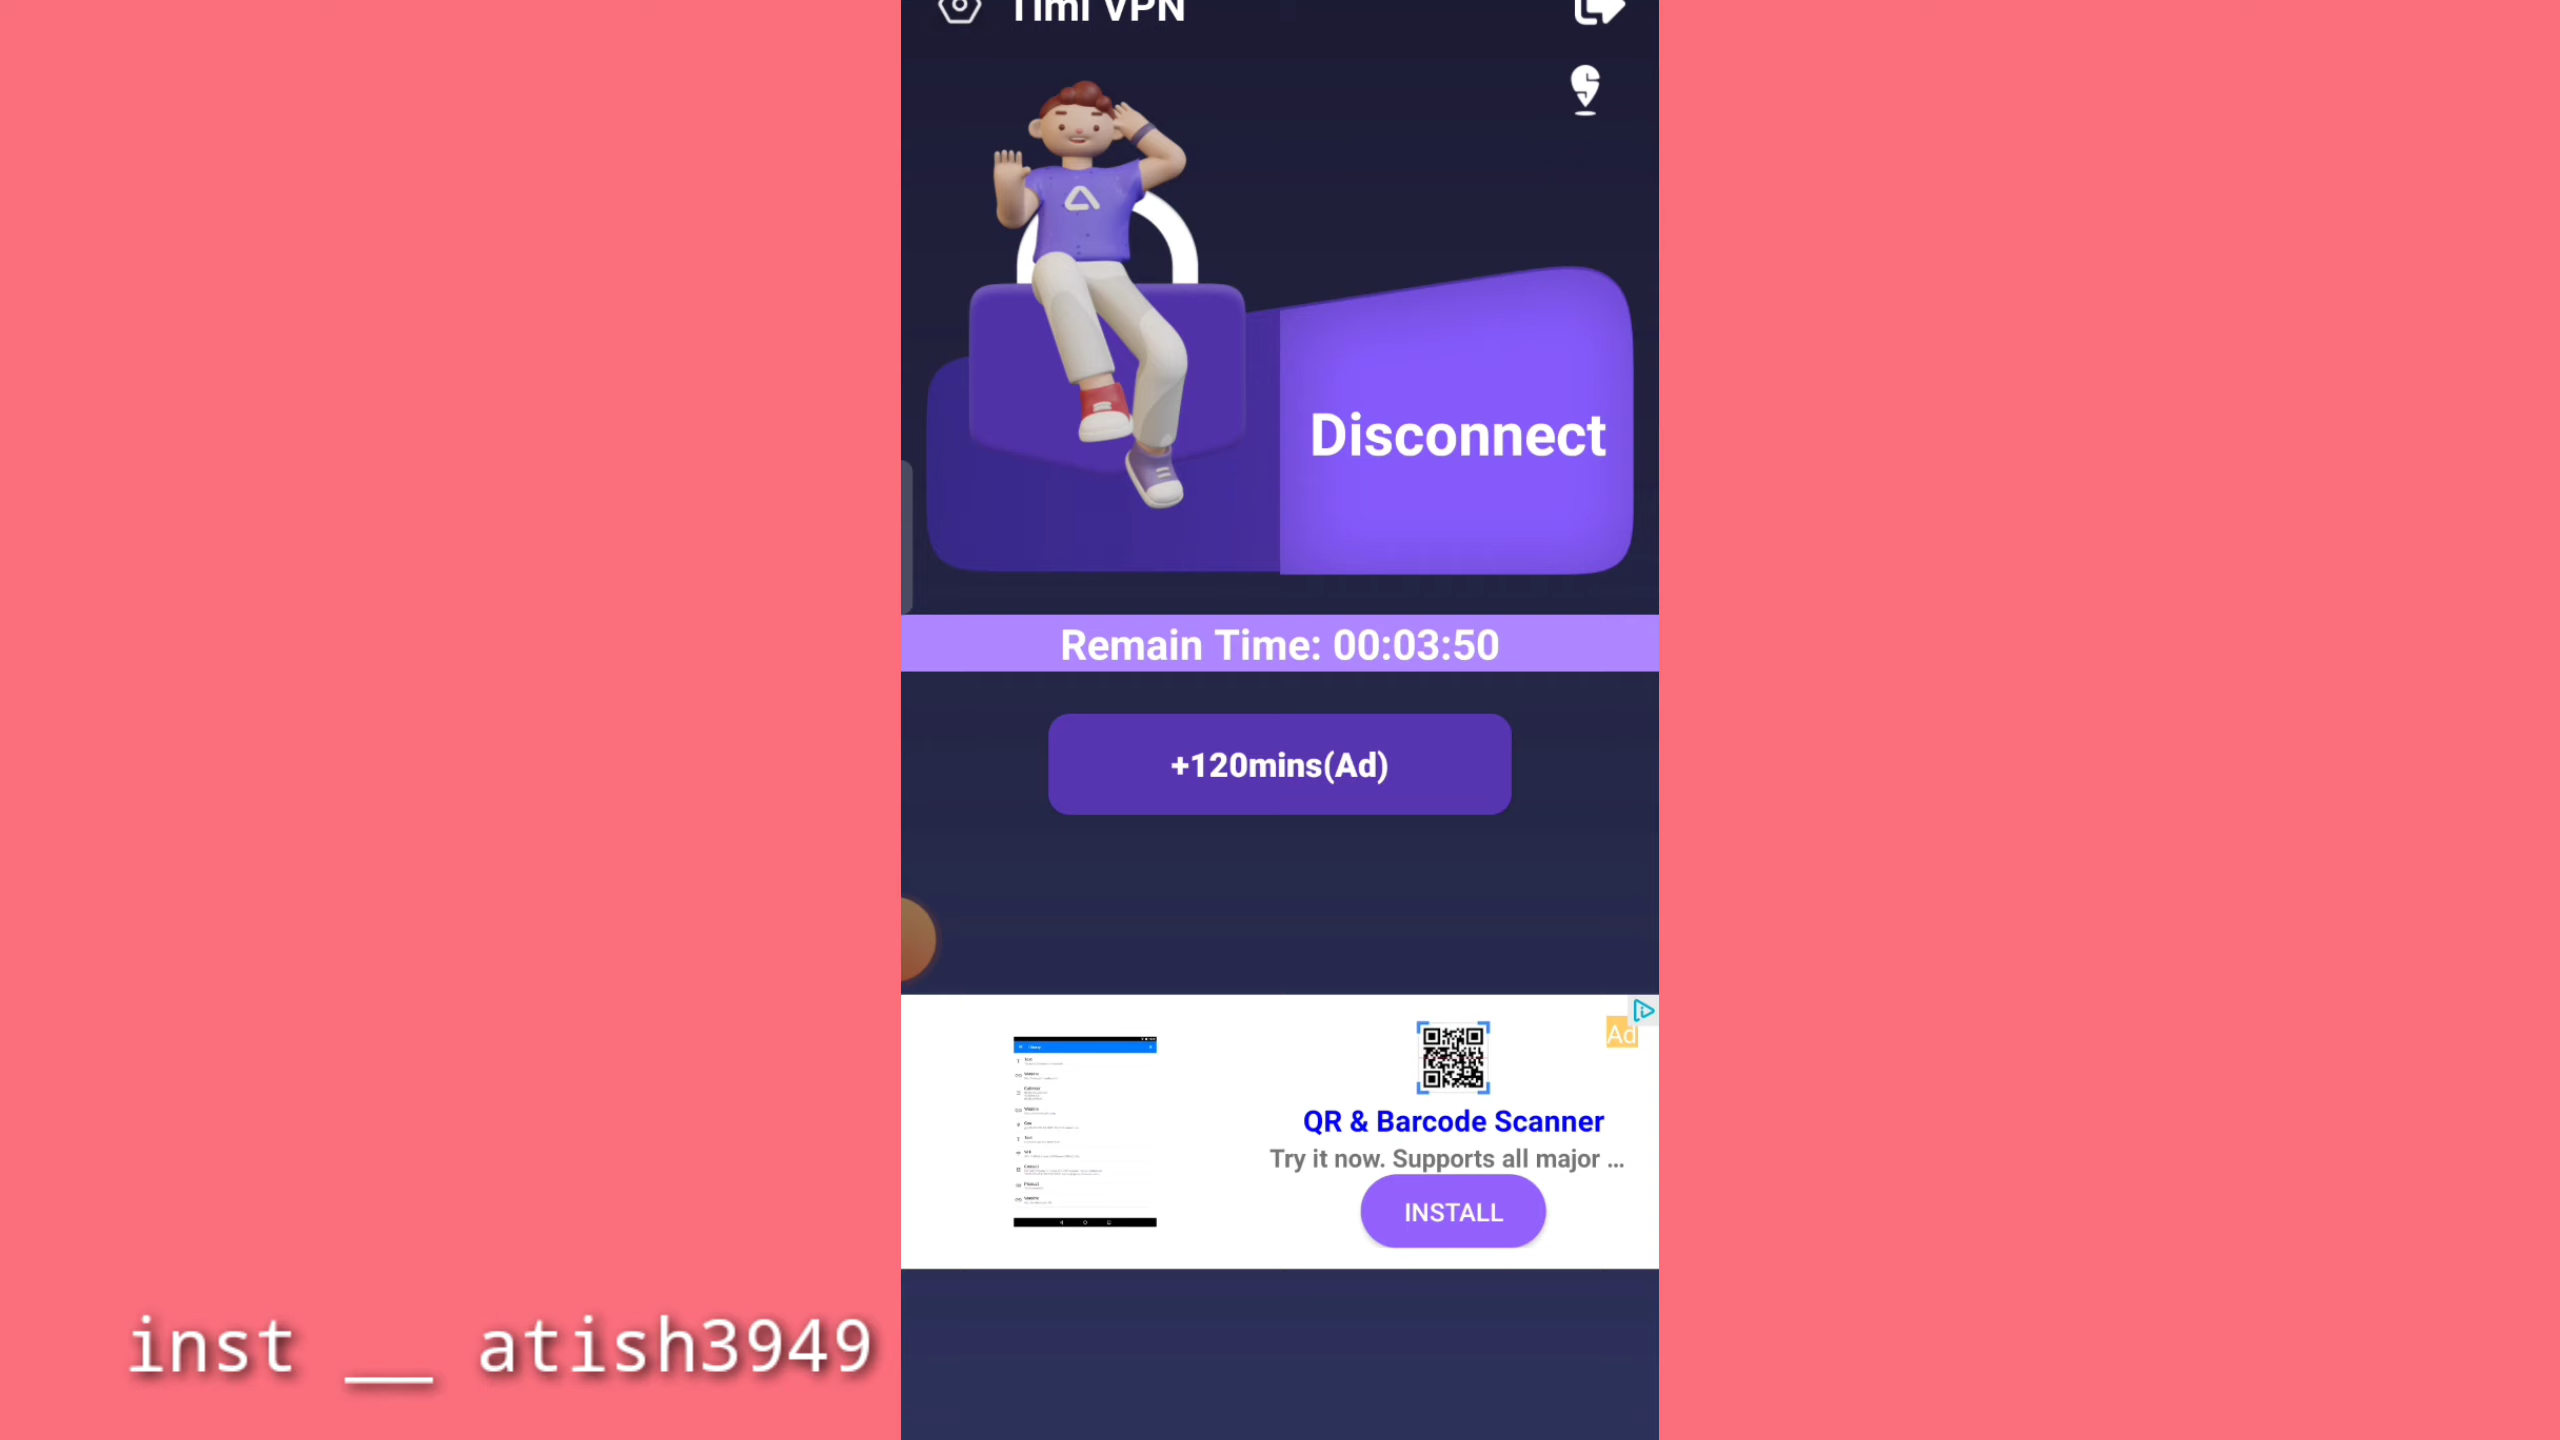 Timi VPN
Disconnect
Remain Time: 00:03:50
+120mins(Ad)
Ad
QR & Barcode Scanner
Try it now. Supports all major ...
INSTALL
inst __ atish3949